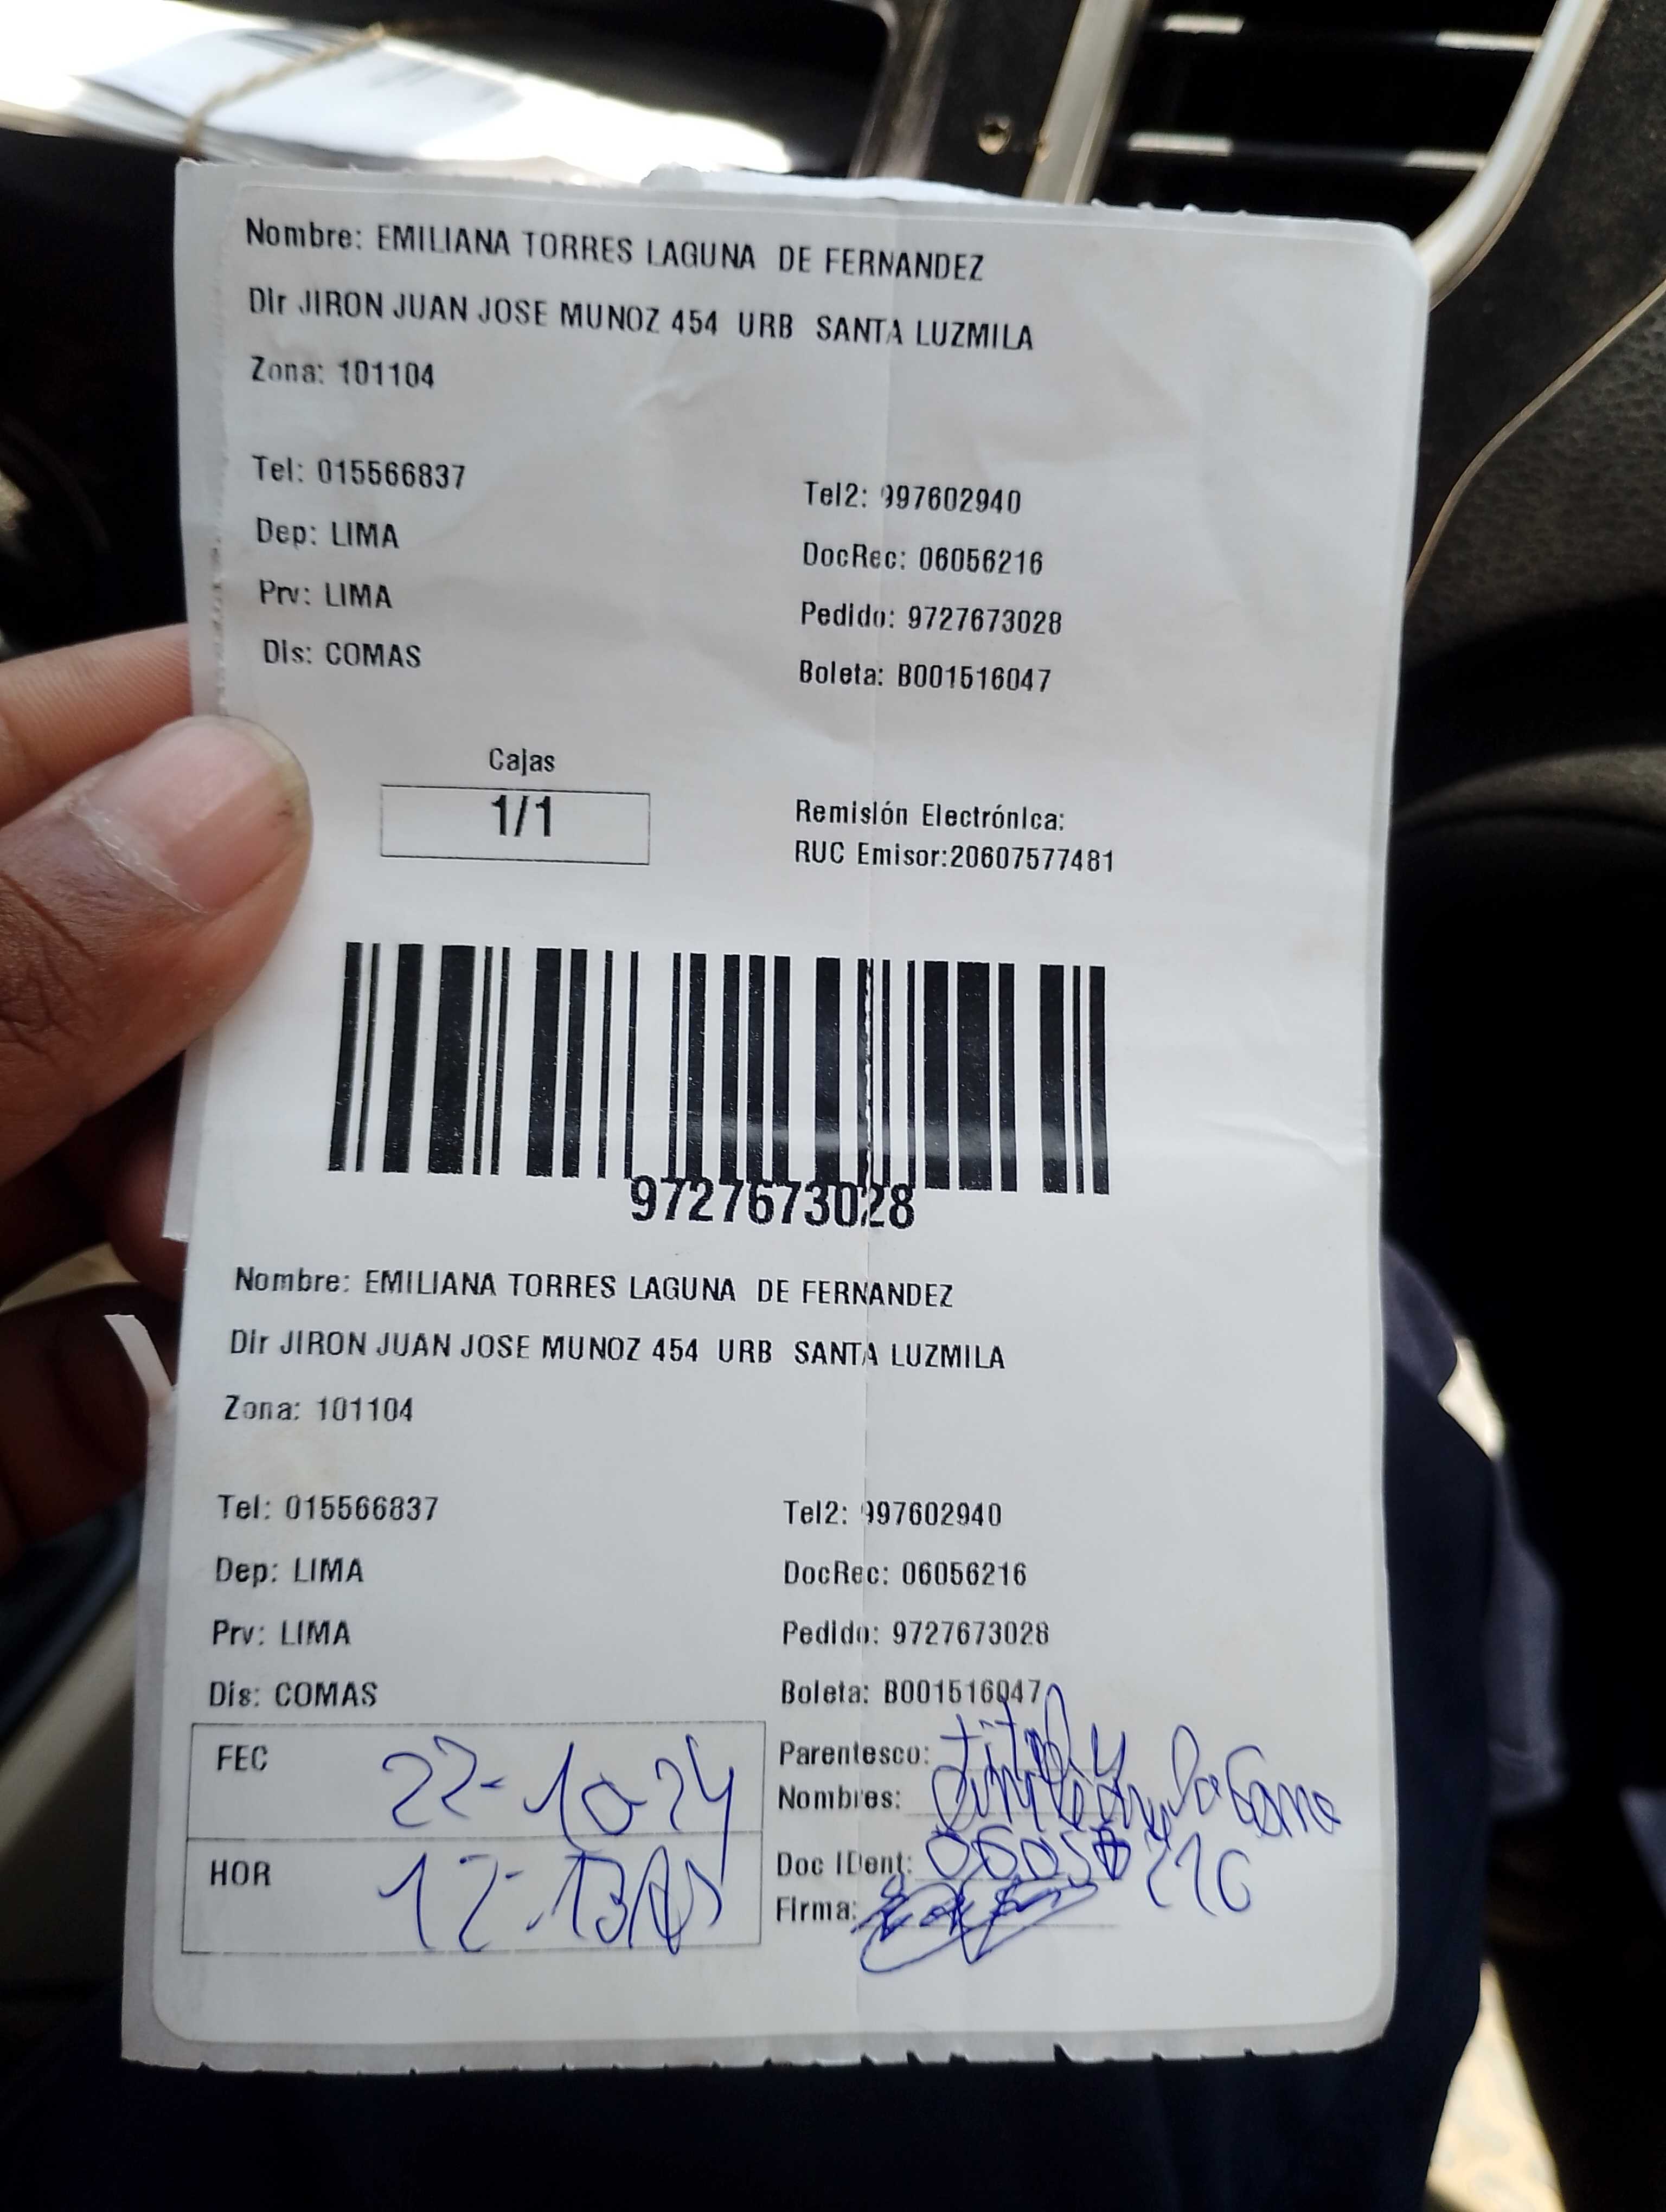 Nombre: EMILIANA TORRES LAGUNA DE FERNANDEZ
Dir JIRON JUAN JOSE MUNOZ 454 URB SANTA LUZMILA
Zona: 101104
Tel: 015566837 Tel2: 997602940
Dep: LIMA DocRec: 06056216
Prv: LIMA Pedido: 9727673028
Dis: COMAS Boleta: B001516047
Cajas
1/1
Remisión Electrónica:
RUC Emisor:20607577481
9727673028
Nombre: EMILIANA TORRES LAGUNA DE FERNANDEZ
Dir JIRON JUAN JOSE MUNOZ 454 URB SANTA LUZMILA
Zona: 101104
Tel: 015566837 Tel2: 997602940
Dep: LIMA DocRec: 06056216
Prv: LIMA Pedido: 9727673028
Dis: COMAS Boleta: B001516047
FEC 22-10-24
HOR 12:13
Parentesco: titular
Nombres:
Doc IDent: 06056216
Firma: